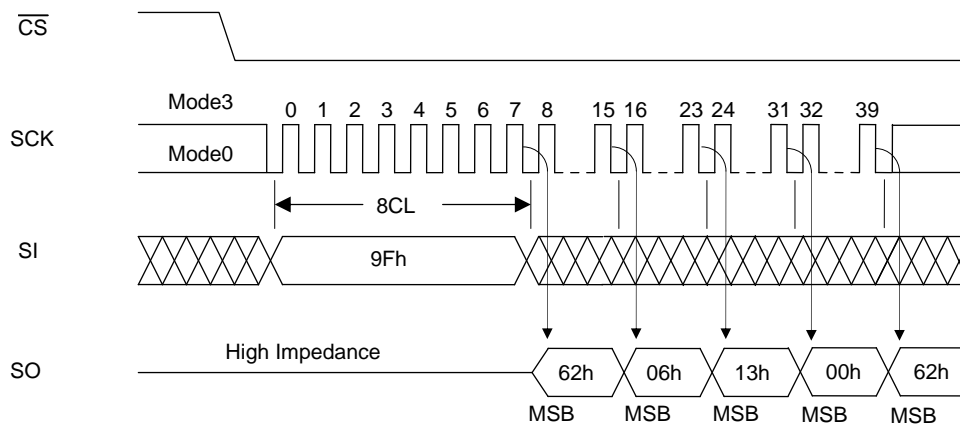 CS
Mode3
0 1 2 3 4 5 6 7 8 15 16 23 24 31 32 39
SCK
Mode0
8CL
SI
9Fh
High Impedance
SO
62h 06h 13h 00h 62h
MSB MSB MSB MSB MSB